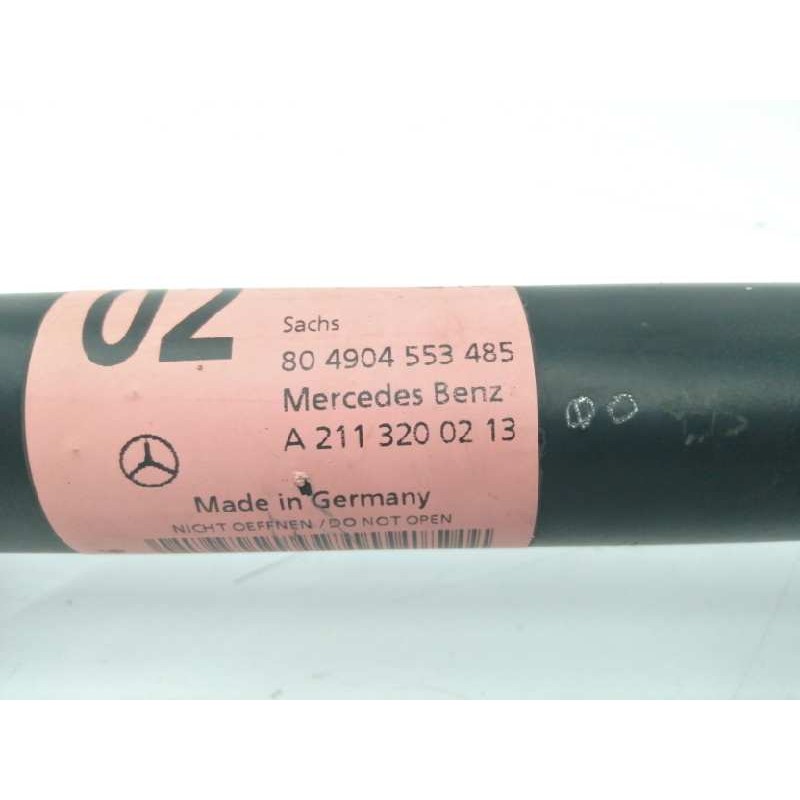 02
Sachs
80 4904 553 485
Mercedes Benz
A 211 320 02 13
Made in Germany
NICHT OEFFNEN / DO NOT OPEN